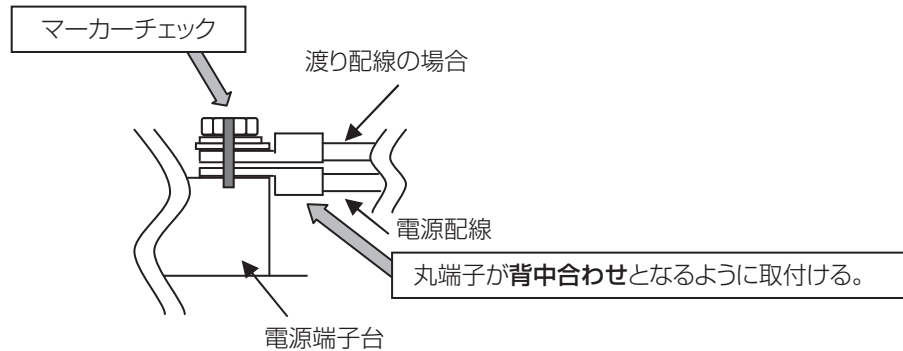 マーカーチェック
渡り配線の場合
電源配線
丸端子が背中合わせとなるように取付ける。
電源端子台